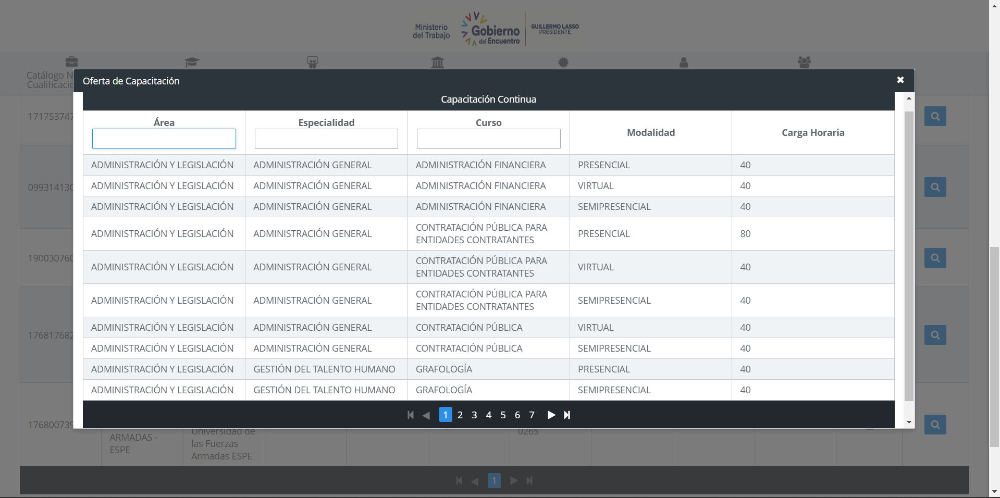 Ministerio
del Trabajo
Gobierno
del Encuentro
GUILLERMO LASSO
PRESIDENTE
Catálogo N
Cualificacio
Oferta de Capacitación
Capacitación Continua
Área Especialidad Curso Modalidad Carga Horaria
ADMINISTRACIÓN Y LEGISLACIÓN ADMINISTRACIÓN GENERAL ADMINISTRACIÓN FINANCIERA PRESENCIAL 40
ADMINISTRACIÓN Y LEGISLACIÓN ADMINISTRACIÓN GENERAL ADMINISTRACIÓN FINANCIERA VIRTUAL 40
ADMINISTRACIÓN Y LEGISLACIÓN ADMINISTRACIÓN GENERAL ADMINISTRACIÓN FINANCIERA SEMIPRESENCIAL 40
ADMINISTRACIÓN Y LEGISLACIÓN ADMINISTRACIÓN GENERAL CONTRATACIÓN PÚBLICA PARA
ENTIDADES CONTRATANTES PRESENCIAL 80
ADMINISTRACIÓN Y LEGISLACIÓN ADMINISTRACIÓN GENERAL CONTRATACIÓN PÚBLICA PARA
ENTIDADES CONTRATANTES VIRTUAL 40
ADMINISTRACIÓN Y LEGISLACIÓN ADMINISTRACIÓN GENERAL CONTRATACIÓN PÚBLICA PARA
ENTIDADES CONTRATANTES SEMIPRESENCIAL 40
ADMINISTRACIÓN Y LEGISLACIÓN ADMINISTRACIÓN GENERAL CONTRATACIÓN PÚBLICA VIRTUAL 40
ADMINISTRACIÓN Y LEGISLACIÓN ADMINISTRACIÓN GENERAL CONTRATACIÓN PÚBLICA SEMIPRESENCIAL 40
ADMINISTRACIÓN Y LEGISLACIÓN GESTIÓN DEL TALENTO HUMANO GRAFOLOGÍA PRESENCIAL 40
ADMINISTRACIÓN Y LEGISLACIÓN GESTIÓN DEL TALENTO HUMANO GRAFOLOGÍA SEMIPRESENCIAL 40
1 2 3 4 5 6 7
171753747
099314130
190030760
176817682
176800739
ARMADAS -
ESPE
Universidad de
las Fuerzas
Armadas ESPE
0265
1